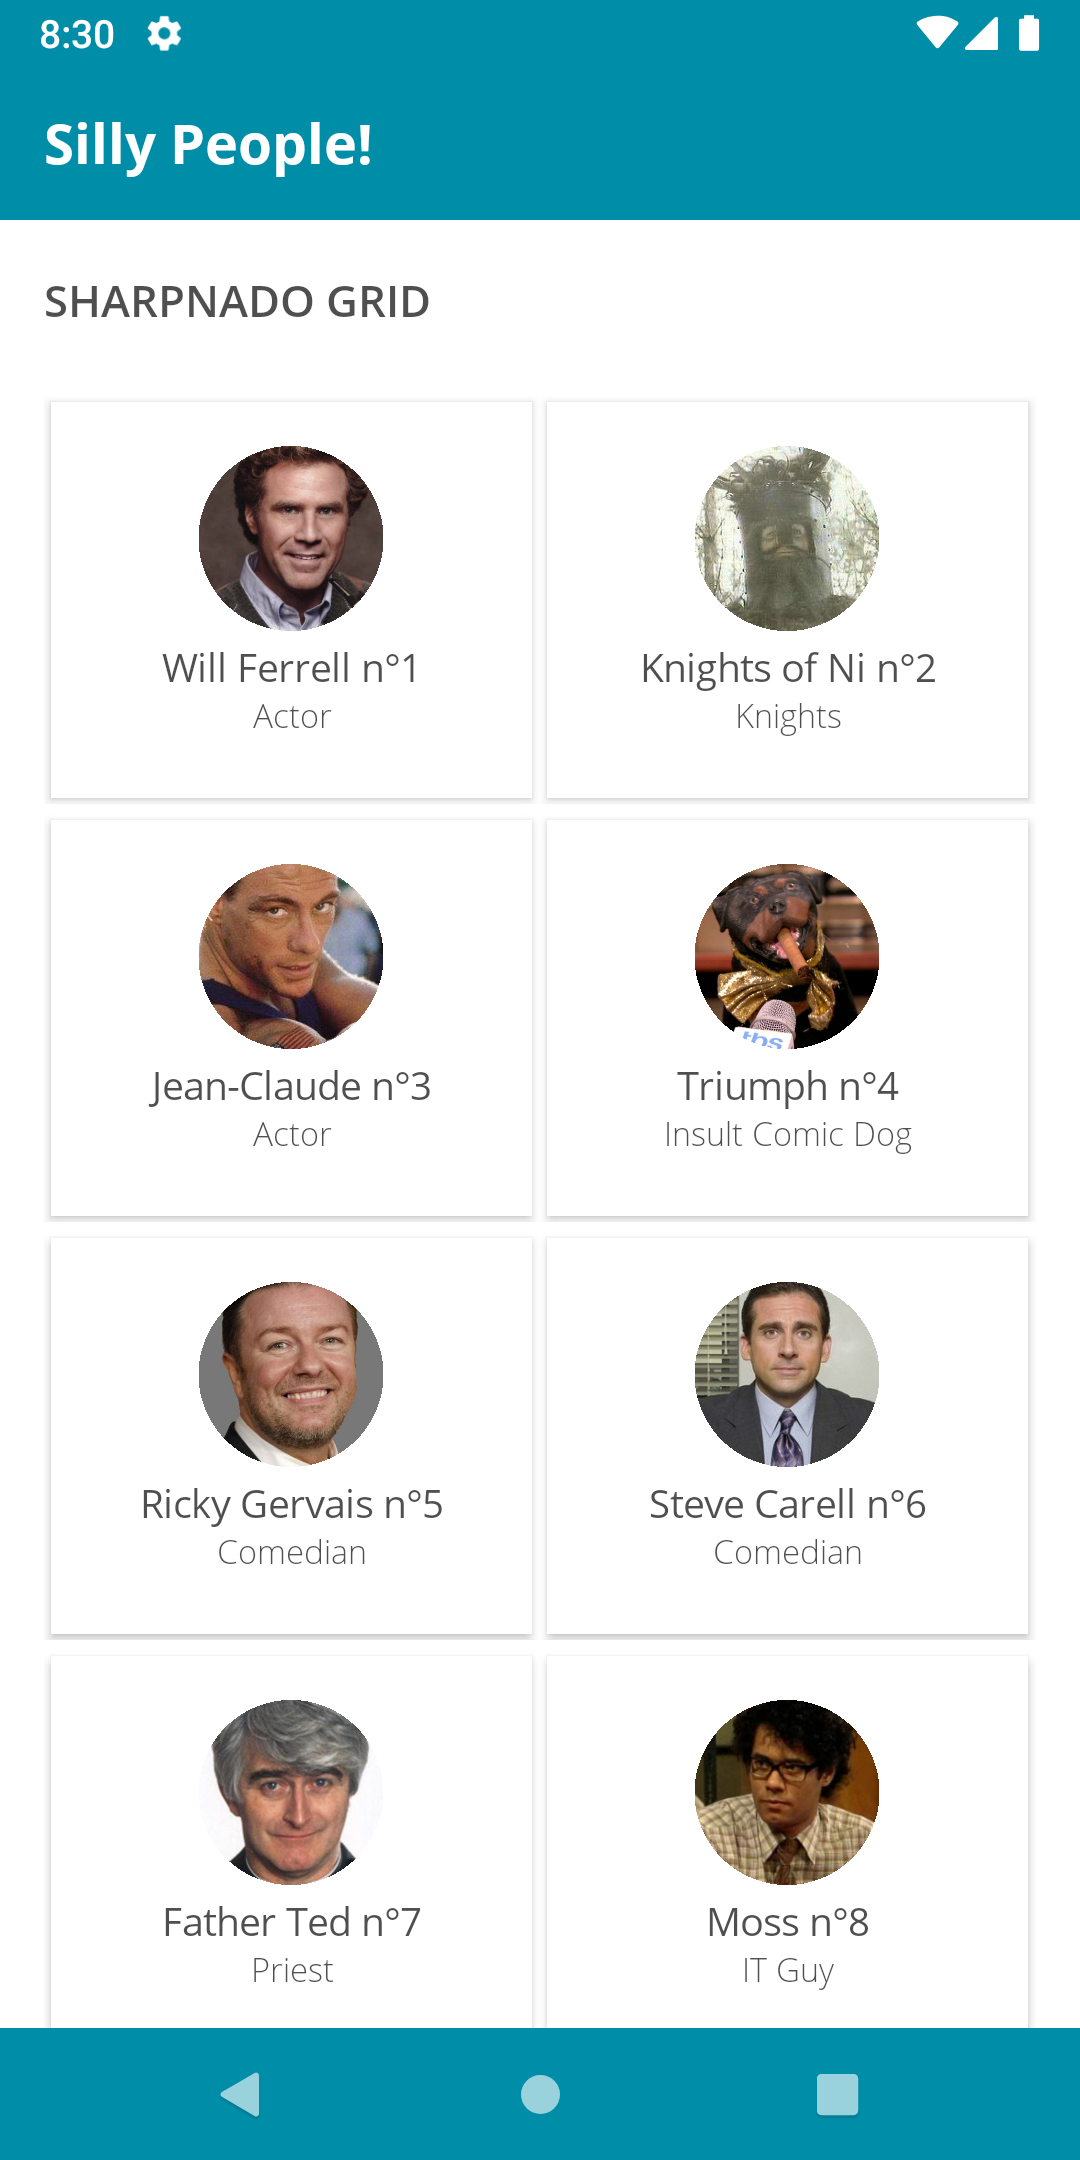 8:30
Silly People!
SHARPNADO GRID
Will Ferrell n°1
Actor
Knights of Ni n°2
Knights
Jean-Claude n°3
Actor
tbs
Triumph n°4
Insult Comic Dog
Ricky Gervais n°5
Comedian
Steve Carell n°6
Comedian
Father Ted n°7
Priest
Moss n°8
IT Guy